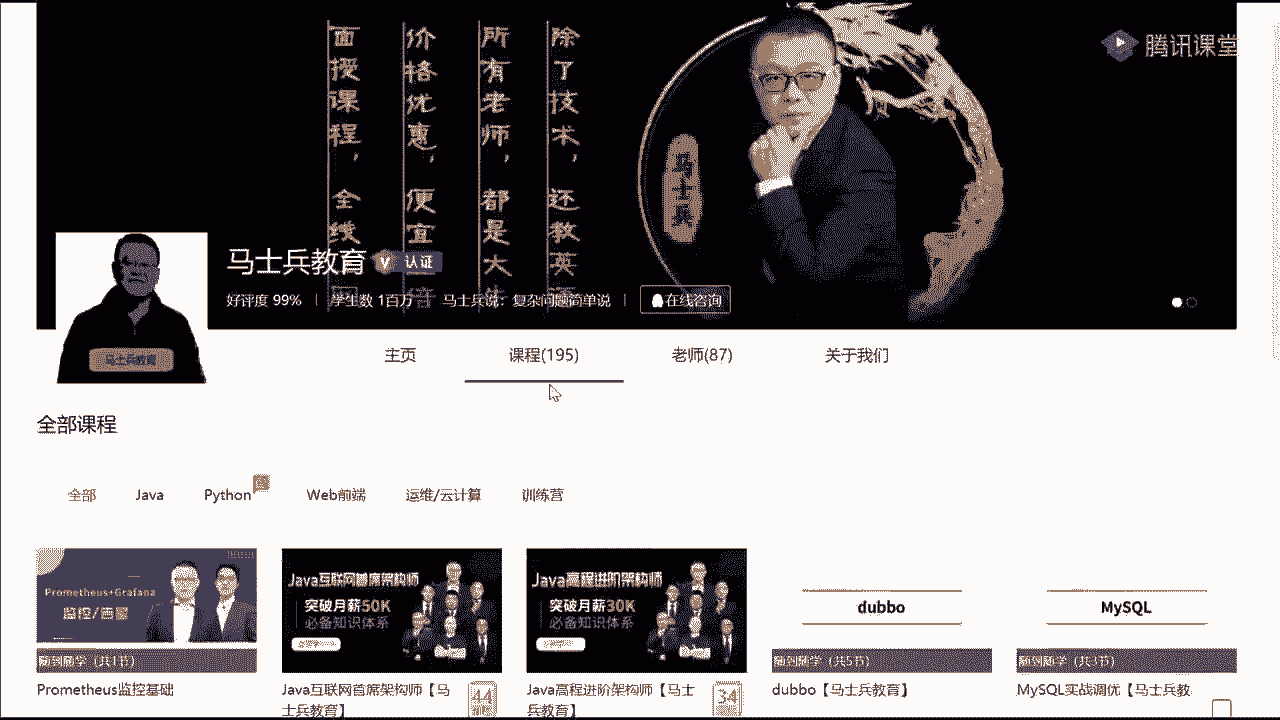 面授课程，全线
价格优惠，便宜
所有老师，都是大
除了技术，还教英
马士兵
腾讯课堂
马士兵教育 V 认证
好评度 99% 学生数 1百万 马士兵说：复杂问题简单说 在线咨询
马士兵教育
主页 课程(195) 老师(87) 关于我们
全部课程
全部 Java Python Web前端 运维/云计算 训练营
Prometheus+Grafana
监控/告警
Java互联网首席架构师
突破月薪50K
必备知识体系
Java高程进阶架构师
突破月薪30K
必备知识体系
dubbo
MySQL
随到随学（共1节）
随到随学（共5节）
随到随学（共3节）
Prometheus监控基础
Java互联网首席架构师【马士兵教育】
44
Java高程进阶架构师【马士兵教育】
34
dubbo【马士兵教育】
MySQL实战调优【马士兵教